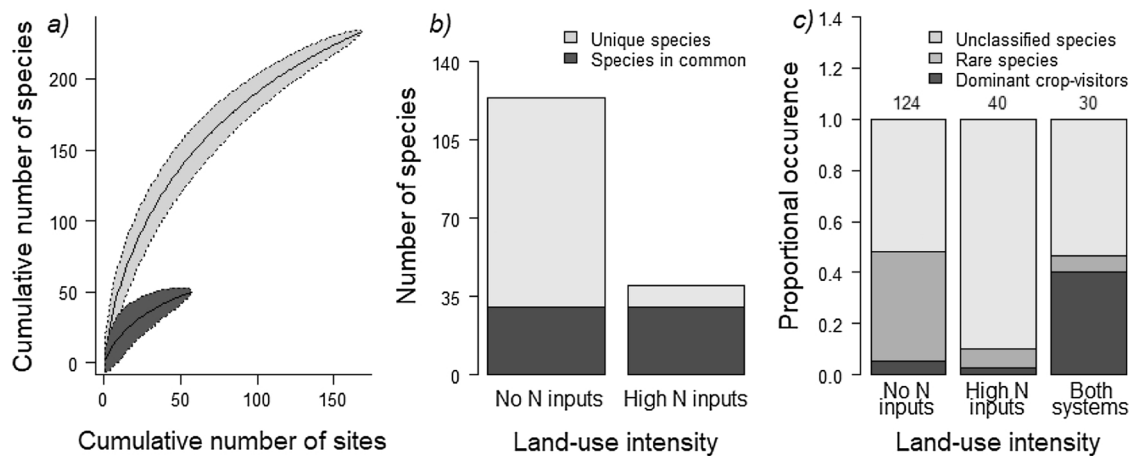 a)
Cumulative number of species
200
150
100
50
0
0 50 100 150
Cumulative number of sites
b)
Unique species
Species in common
Number of species
140
105
70
35
0
No N inputs High N inputs
Land-use intensity
c)
Unclassified species
Rare species
Dominant crop-visitors
Proportional occurence
1.4
1.2
1.0
0.8
0.6
0.4
0.2
0.0
124 40 30
No N High N Both
inputs inputs systems
Land-use intensity